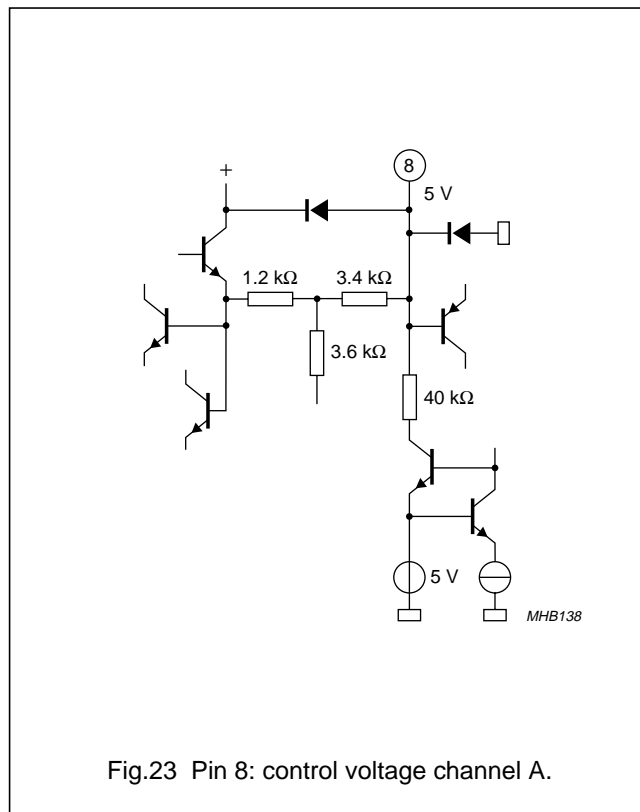 8
+
5 V
1.2 kΩ 3.4 kΩ
3.6 kΩ
40 kΩ
5 V
MHB138
Fig.23 Pin 8: control voltage channel A.